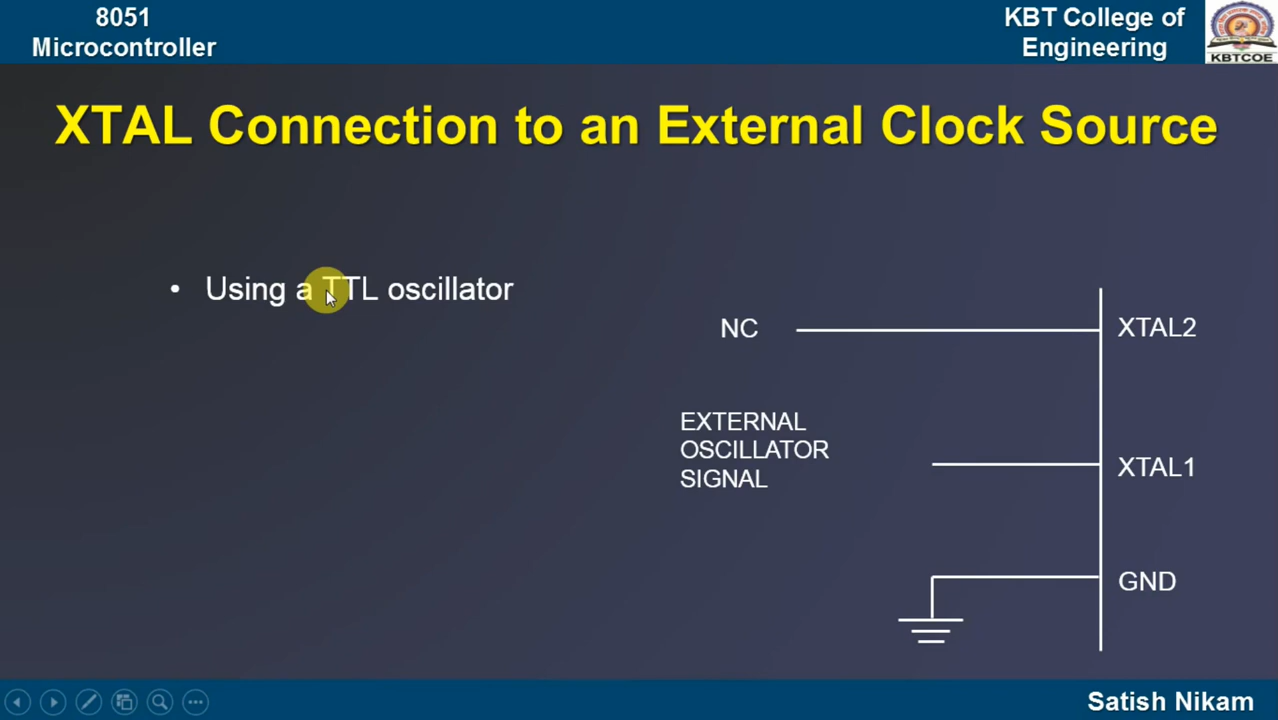 8051
Microcontroller
KBT College of
Engineering
KBTCOE
XTAL Connection to an External Clock Source
• Using a TTL oscillator
NC
XTAL2
EXTERNAL
OSCILLATOR
SIGNAL
XTAL1
GND
Satish Nikam